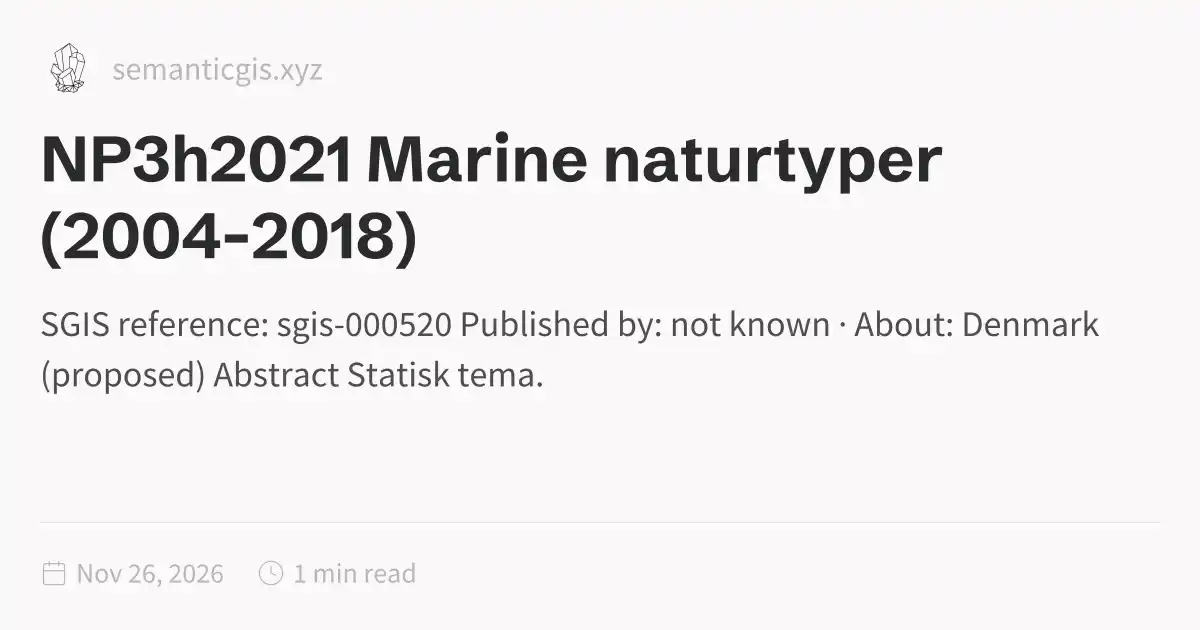 semanticgis.xyz
NP3h2021 Marine naturtyper
(2004-2018)
SGIS reference: sgis-000520 Published by: not known · About: Denmark
(proposed) Abstract Statisk tema.
Nov 26, 2026 1 min read